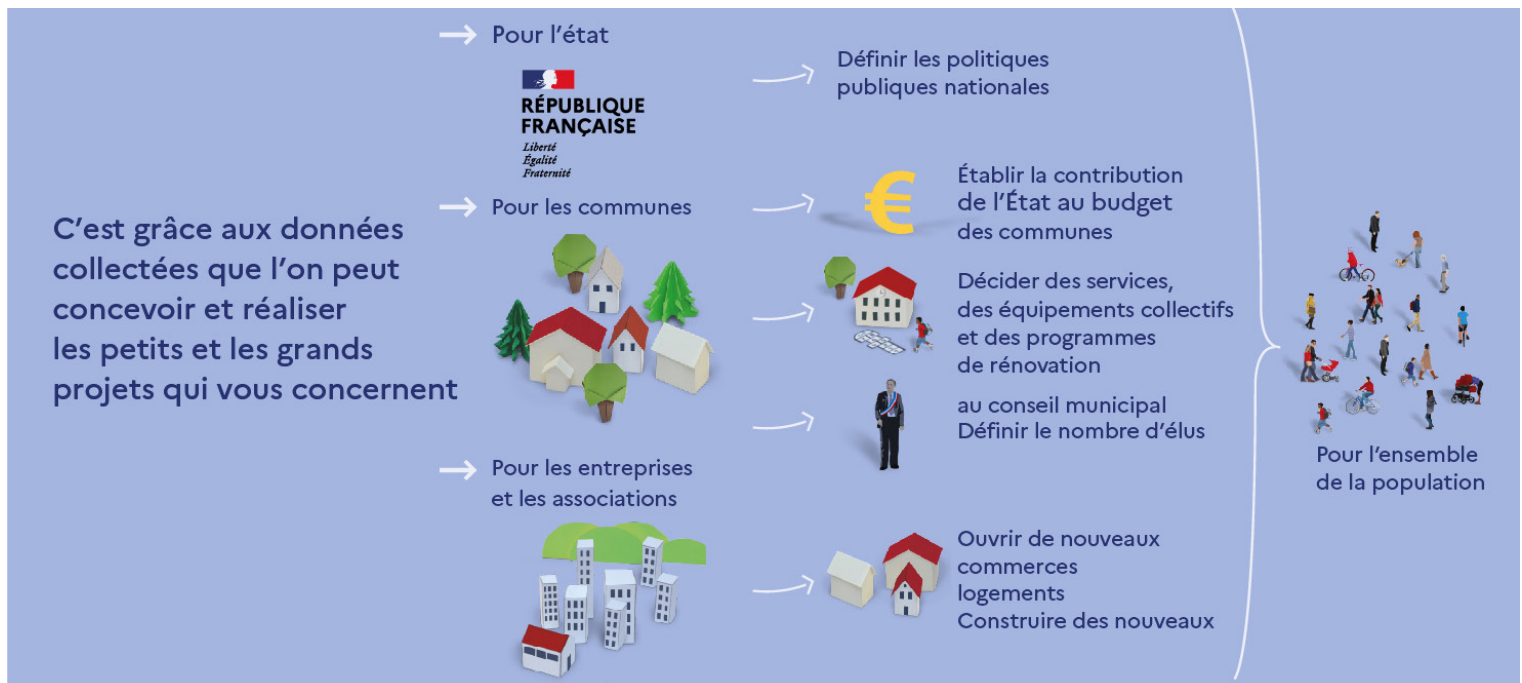 C'est grâce aux données
collectées que l'on peut
concevoir et réaliser
les petits et les grands
projets qui vous concernent
Pour l'état
RÉPUBLIQUE
FRANÇAISE
Liberté
Égalité
Fraternité
Définir les politiques
publiques nationales
Pour les communes
Établir la contribution
de l'État au budget
des communes
Décider des services,
des équipements collectifs
et des programmes
de rénovation
au conseil municipal
Définir le nombre d'élus
Pour les entreprises
et les associations
Ouvrir de nouveaux
commerces
logements
Construire des nouveaux
Pour l'ensemble
de la population